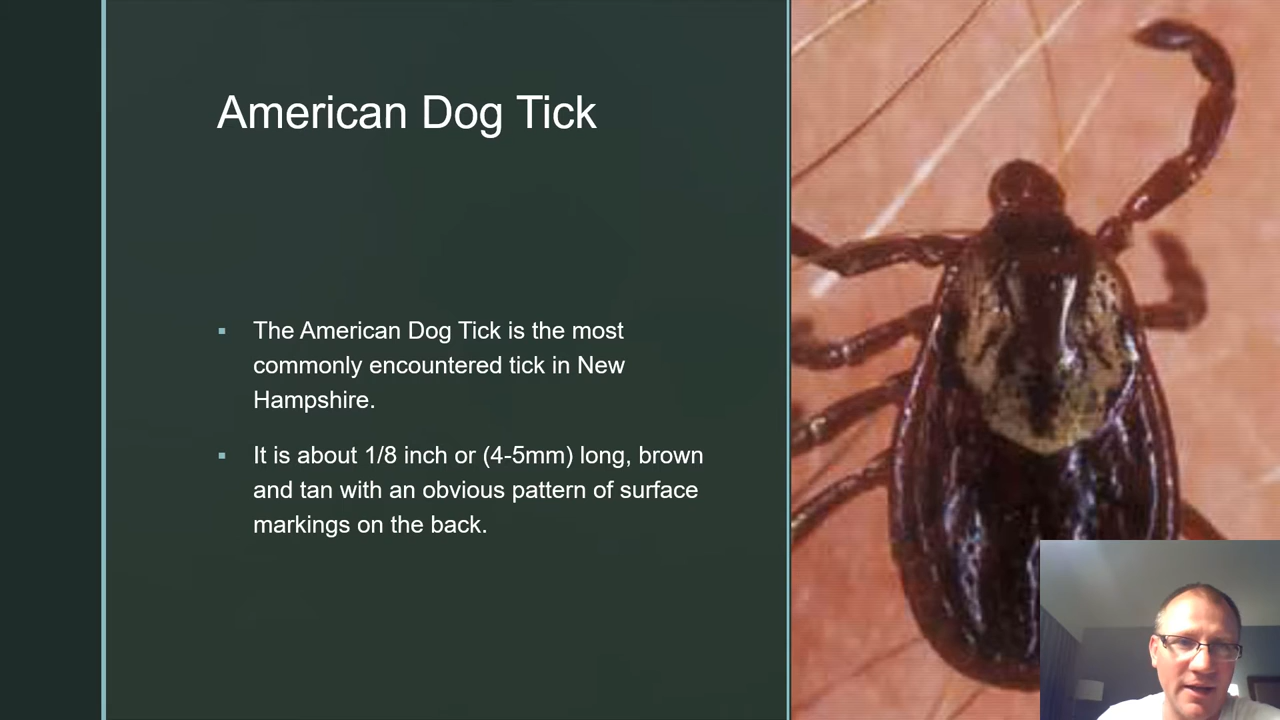 American Dog Tick
▪ The American Dog Tick is the most
commonly encountered tick in New
Hampshire.
▪ It is about 1/8 inch or (4-5mm) long, brown
and tan with an obvious pattern of surface
markings on the back.